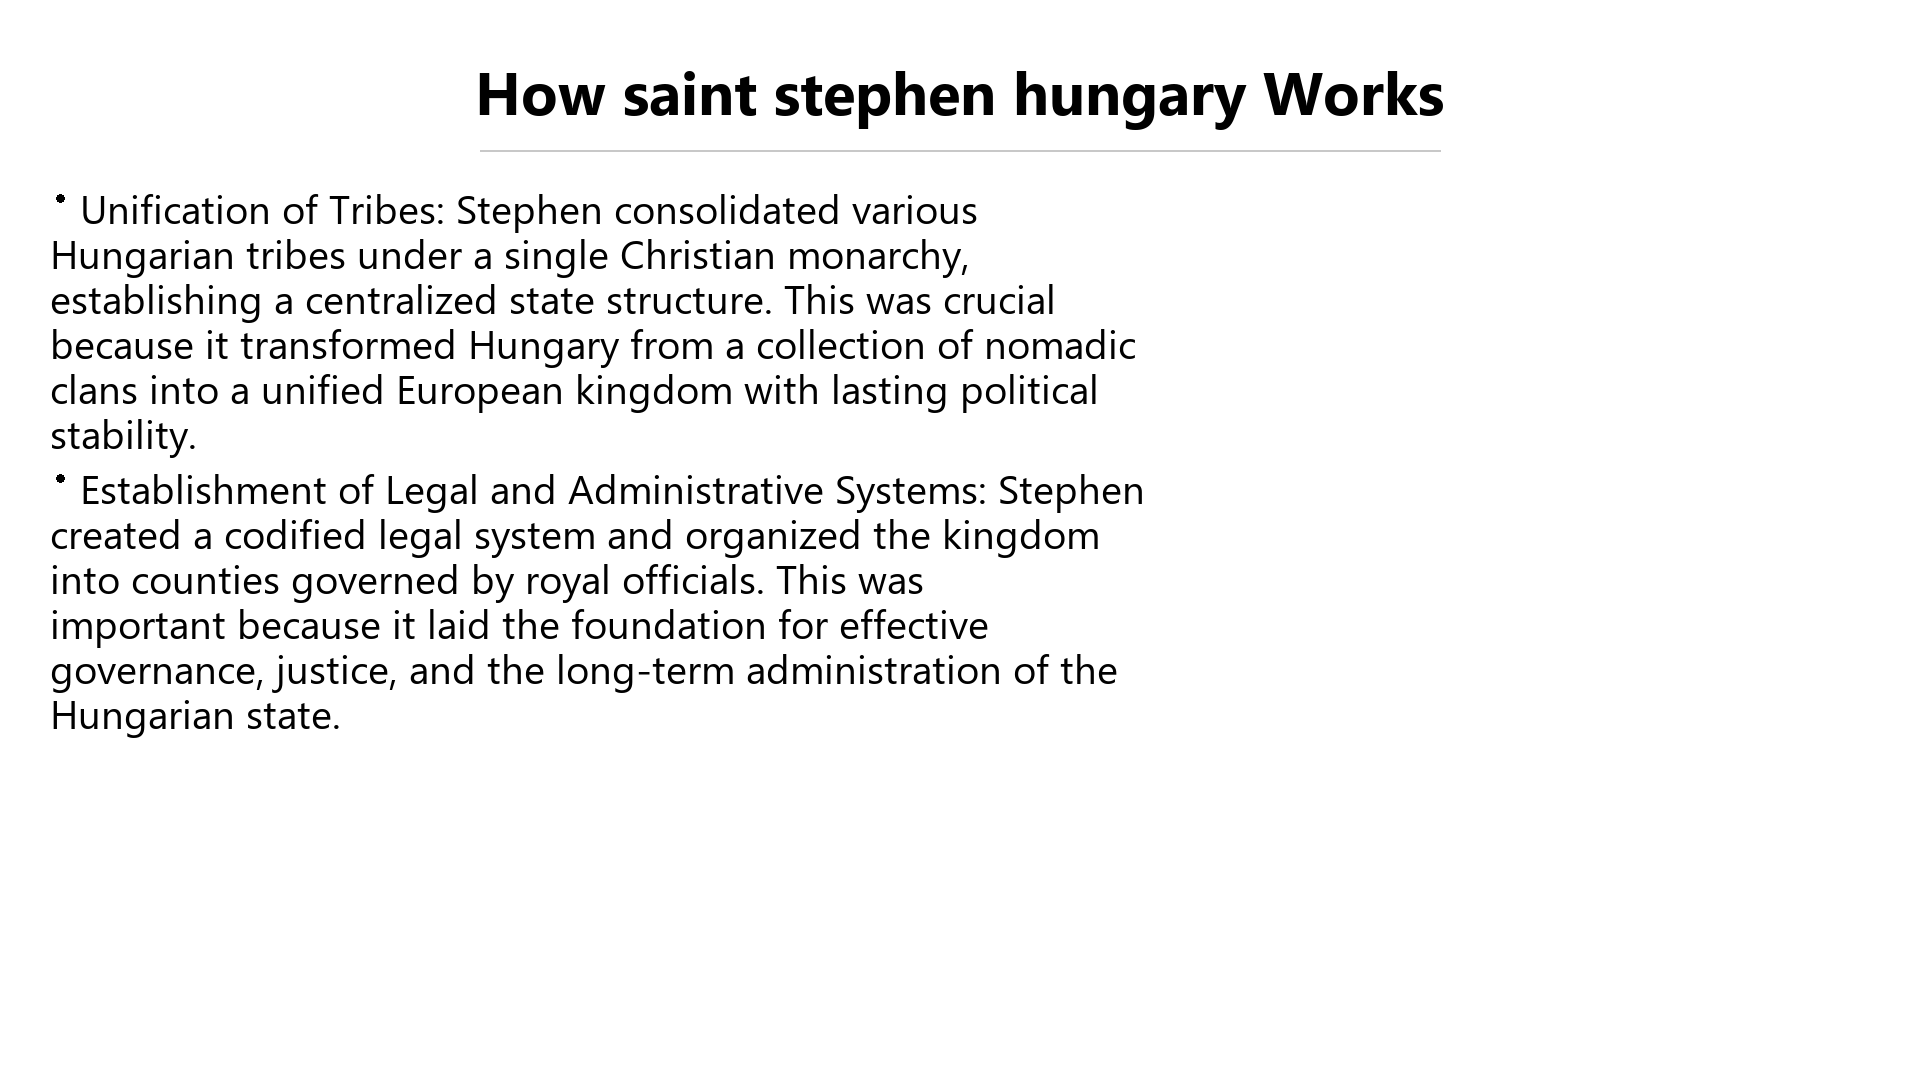 How saint stephen hungary Works
• Unification of Tribes: Stephen consolidated various
Hungarian tribes under a single Christian monarchy,
establishing a centralized state structure. This was crucial
because it transformed Hungary from a collection of nomadic
clans into a unified European kingdom with lasting political
stability.
• Establishment of Legal and Administrative Systems: Stephen
created a codified legal system and organized the kingdom
into counties governed by royal officials. This was
important because it laid the foundation for effective
governance, justice, and the long-term administration of the
Hungarian state.